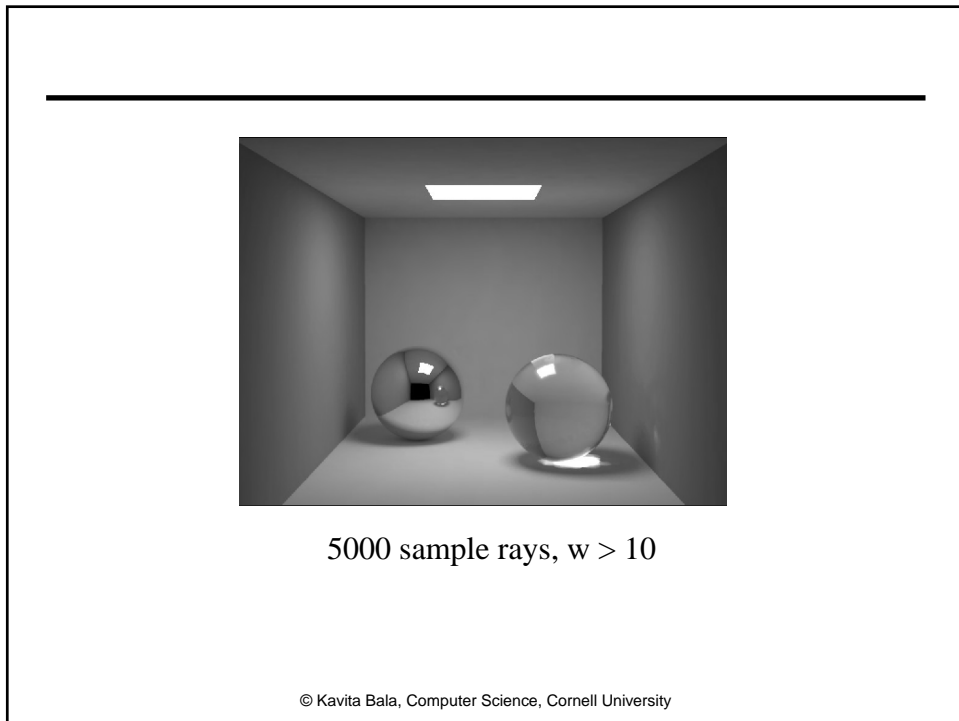 5000 sample rays, w > 10
© Kavita Bala, Computer Science, Cornell University